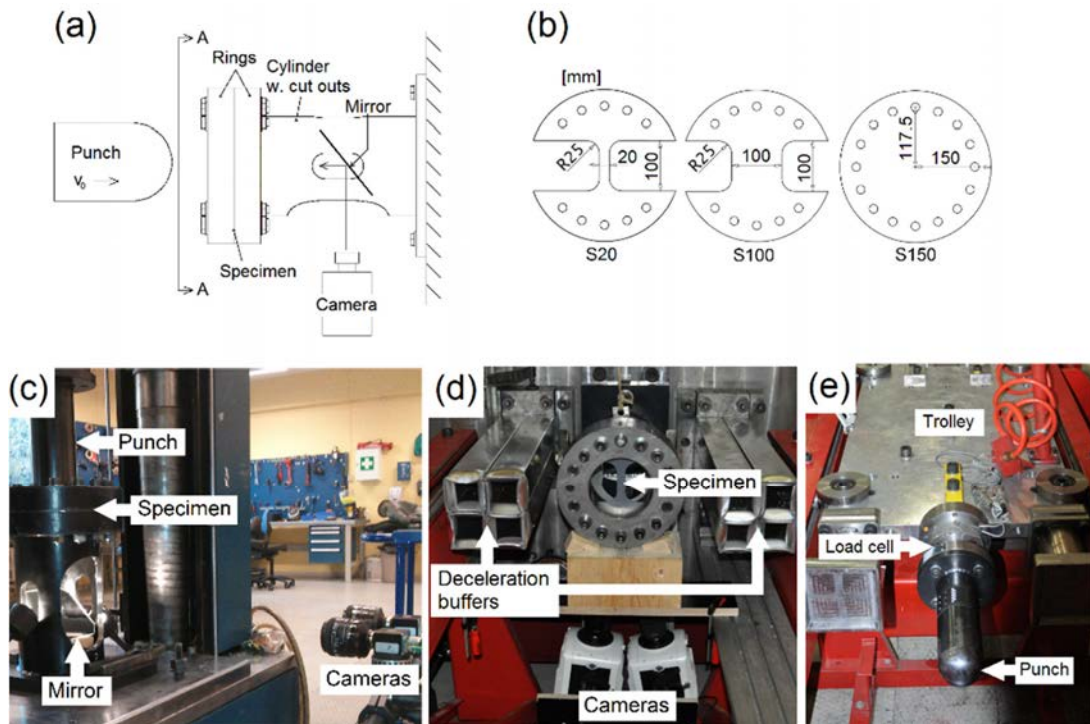 (a)
A
Rings
Cylinder
w. cut outs
Mirror
Punch
V₀
Specimen
A
Camera
(b)
[mm]
R25
20
100
R25
100
100
117.5
150
S20
S100
S150
(c)
Punch
Specimen
Mirror
Cameras
(d)
Specimen
Deceleration
buffers
Cameras
(e)
Trolley
Load cell
Punch